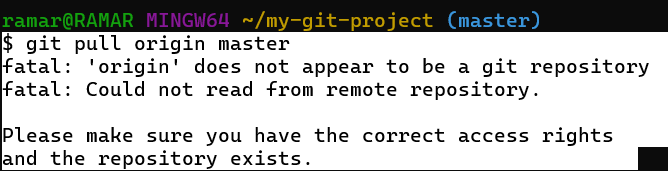 ramar@RAMAR MINGW64 ~/my-git-project (master)
$ git pull origin master
fatal: 'origin' does not appear to be a git repository
fatal: Could not read from remote repository.

Please make sure you have the correct access rights
and the repository exists.